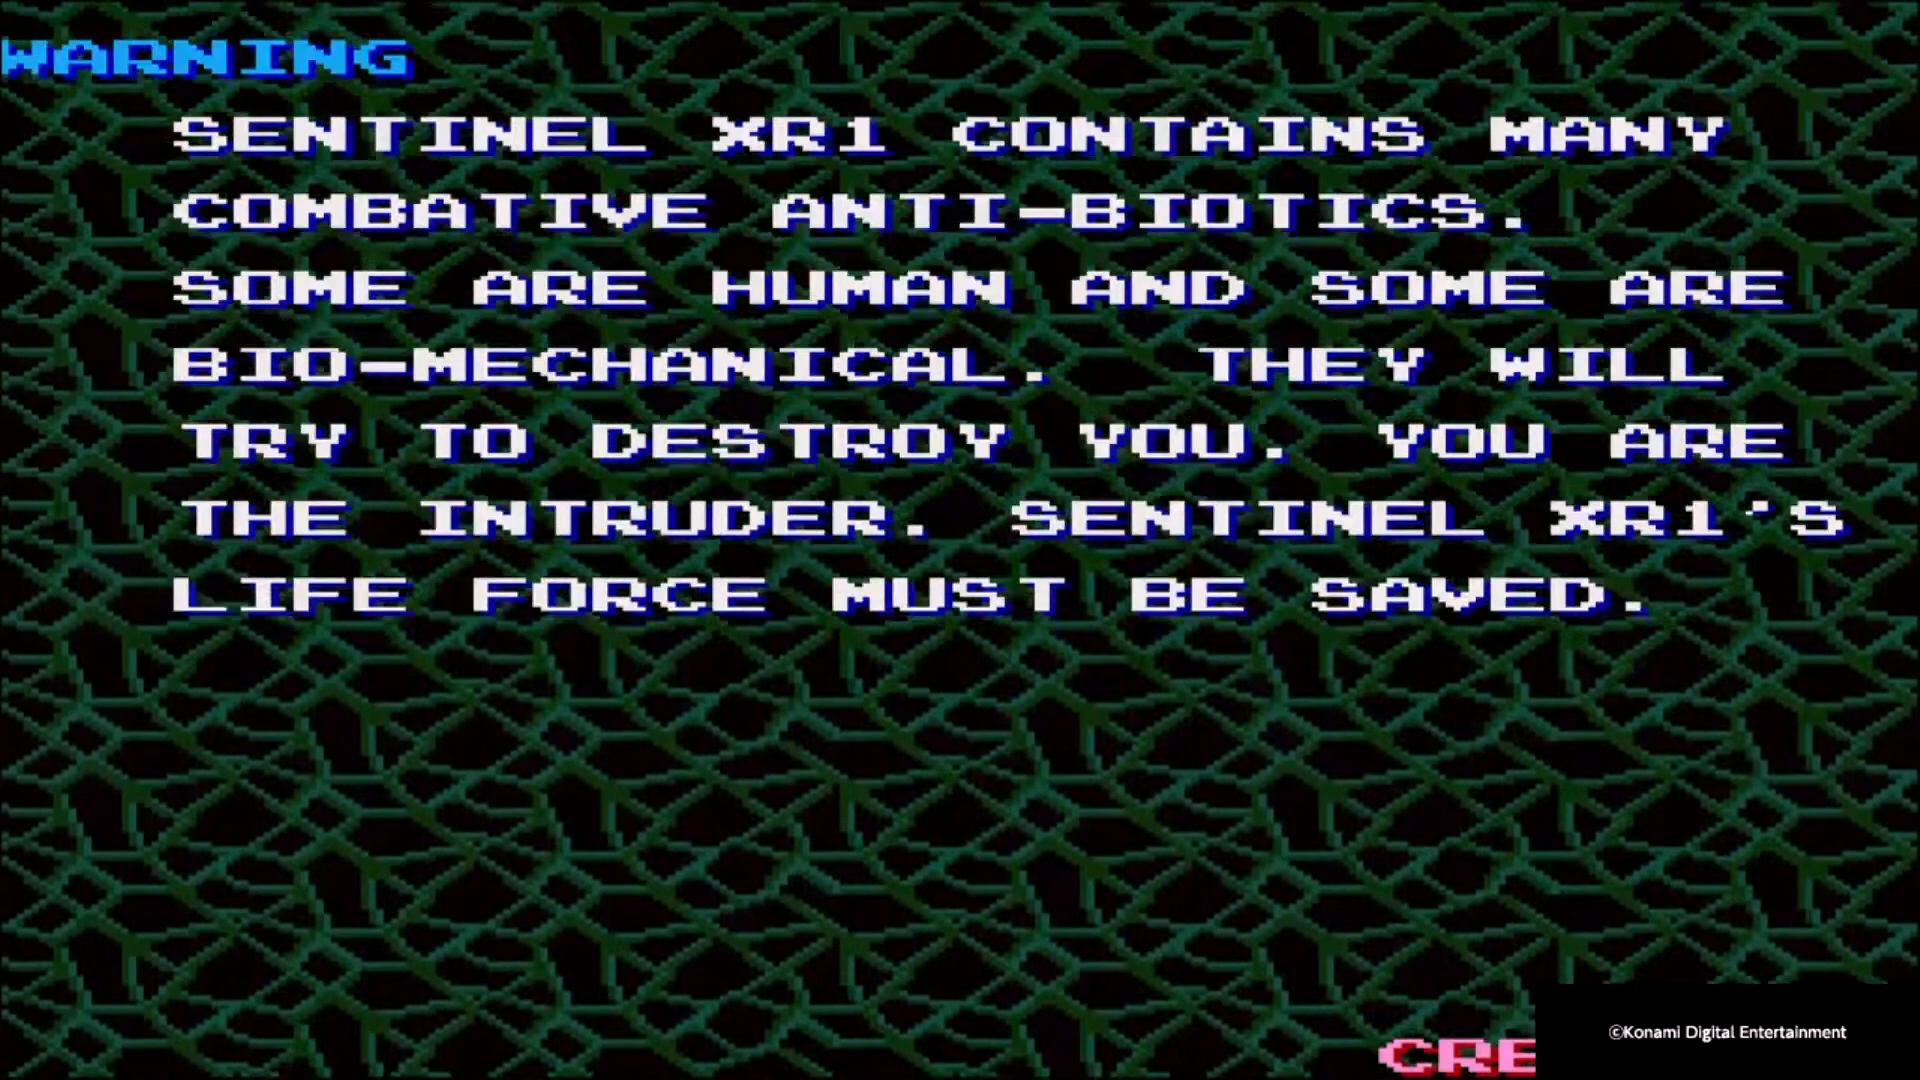 WARNING
SENTINEL XR1 CONTAINS MANY
COMBATIVE ANTI-BIOTICS.
SOME ARE HUMAN AND SOME ARE
BIO-MECHANICAL. THEY WILL
TRY TO DESTROY YOU. YOU ARE
THE INTRUDER. SENTINEL XR1'S
LIFE FORCE MUST BE SAVED.
CRE
©Konami Digital Entertainment